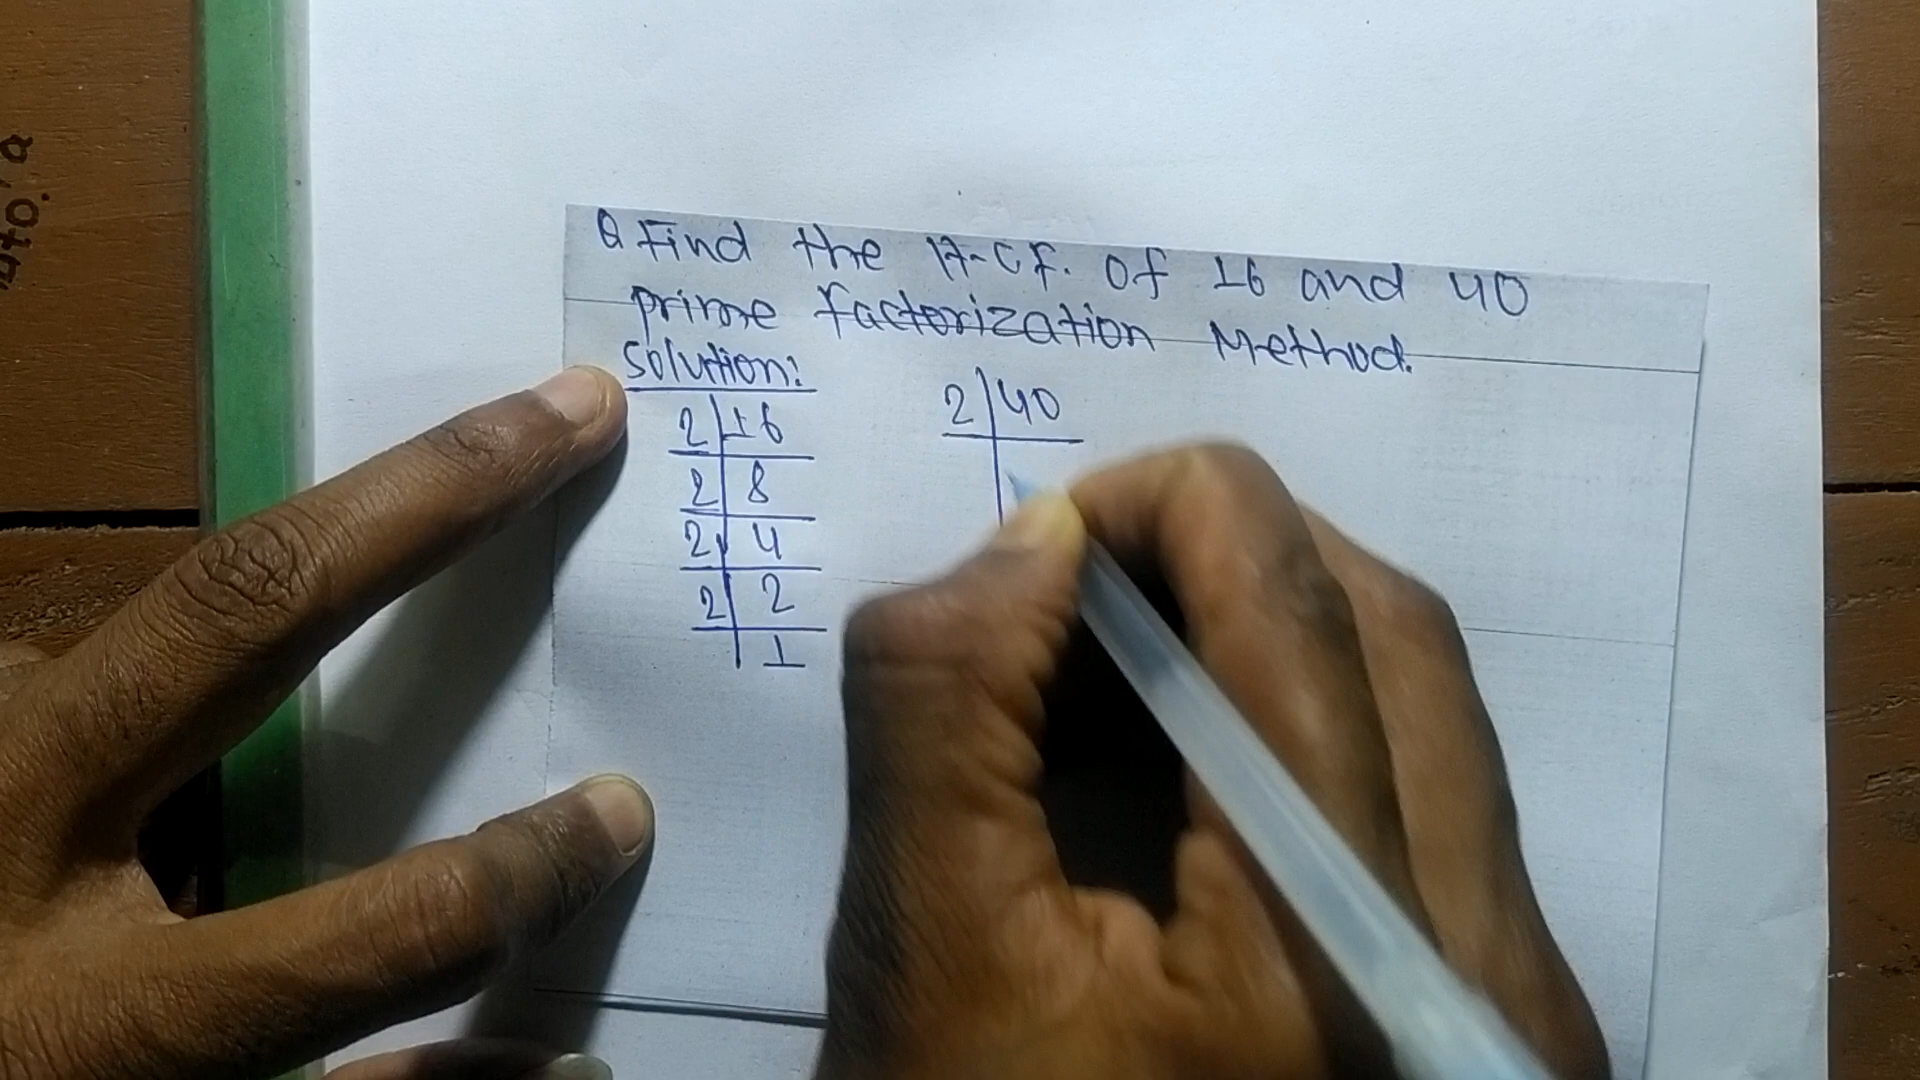 Q Find the H.C.F. of 16 and 40
prime factorization Method.
Solution:
2 | 16
2 | 8
2 | 4
2 | 2
1
2 | 40